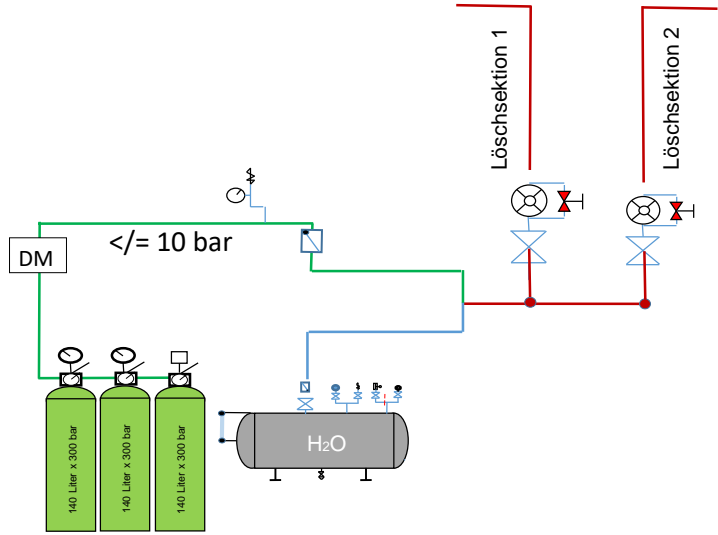 Löschsektion 1
Löschsektion 2
</= 10 bar
DM
140 Liter x 300 bar
140 Liter x 300 bar
140 Liter x 300 bar
H₂O